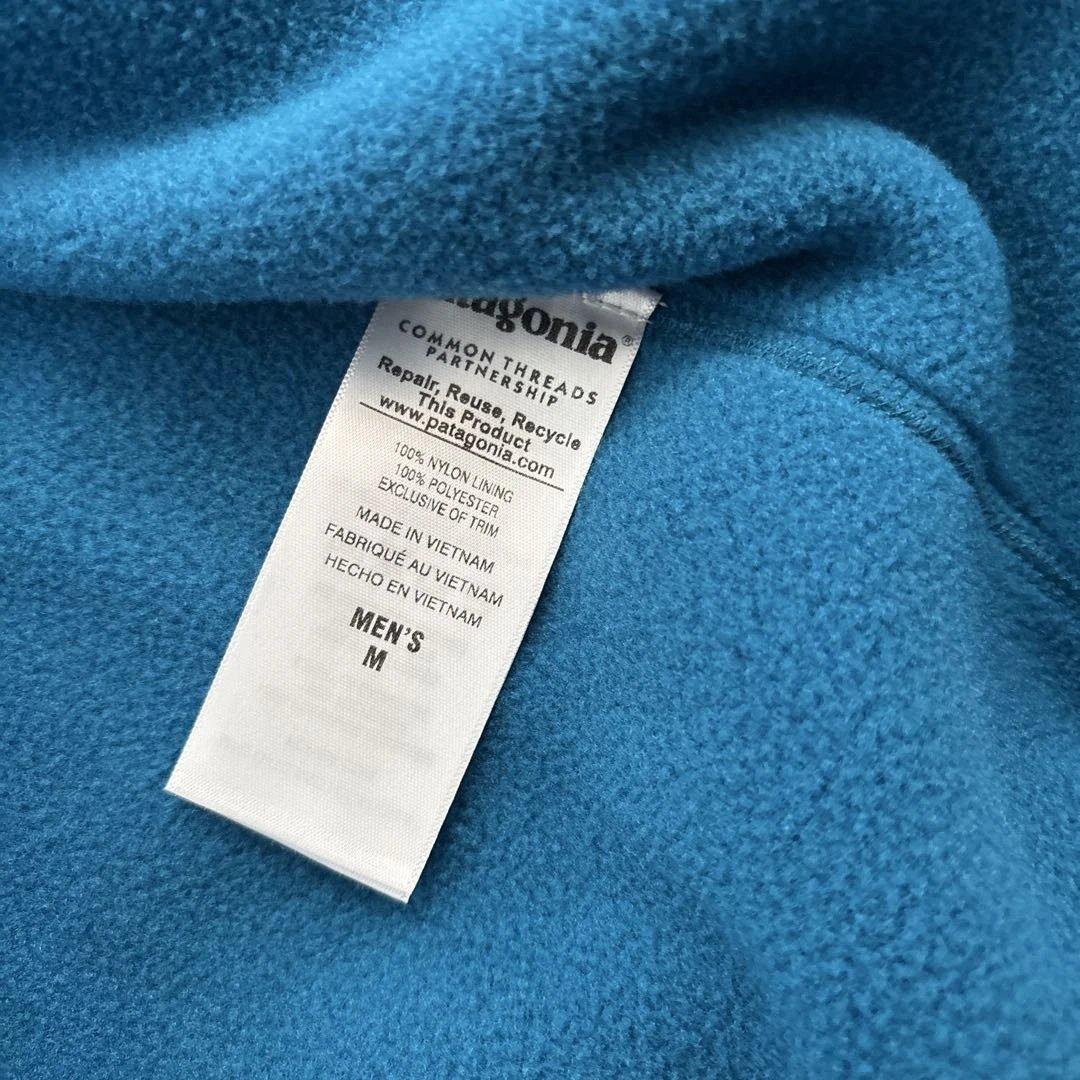 tagonia®
COMMON THREADS
PARTNERSHIP
Repair, Reuse, Recycle
This Product
www.patagonia.com
100% NYLON LINING
100% POLYESTER
EXCLUSIVE OF TRIM
MADE IN VIETNAM
FABRIQUÉ AU VIETNAM
HECHO EN VIETNAM
MEN'S
M